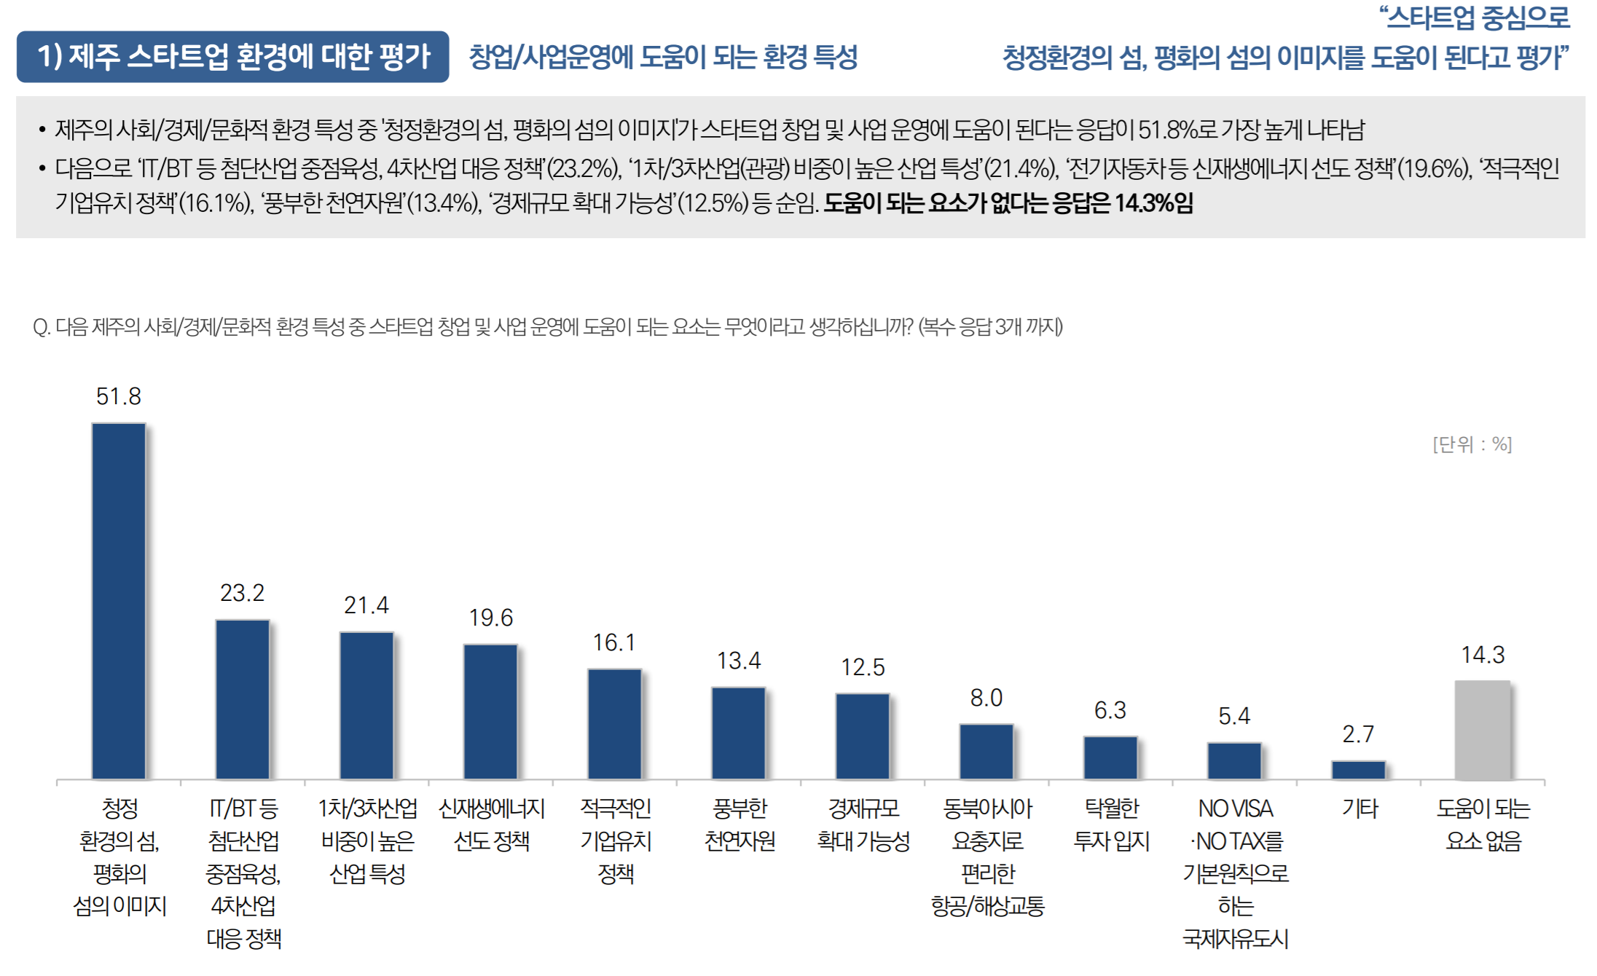 “스타트업 중심으로
1) 제주 스타트업 환경에 대한 평가 창업/사업운영에 도움이 되는 환경 특성 청정환경의 섬, 평화의 섬의 이미지를 도움이 된다고 평가”
• 제주의 사회/경제/문화적 환경 특성 중 '청정환경의 섬, 평화의 섬의 이미지'가 스타트업 창업 및 사업 운영에 도움이 된다는 응답이 51.8%로 가장 높게 나타남
• 다음으로 ‘IT/BT 등 첨단산업 중점육성, 4차산업 대응 정책’(23.2%), ‘1차/3차산업(관광) 비중이 높은 산업 특성’(21.4%), ‘전기자동차 등 신재생에너지 선도 정책’(19.6%), ‘적극적인
기업유치 정책’(16.1%), ‘풍부한 천연자원’(13.4%), ‘경제규모 확대 가능성’(12.5%) 등 순임. 도움이 되는 요소가 없다는 응답은 14.3%임
Q. 다음 제주의 사회/경제/문화적 환경 특성 중 스타트업 창업 및 사업 운영에 도움이 되는 요소는 무엇이라고 생각하십니까? (복수 응답 3개 까지)
[단위 : %]
51.8
23.2
21.4
19.6
16.1
13.4
12.5
8.0
6.3
5.4
2.7
14.3
청정
환경의 섬,
평화의
섬의 이미지
IT/BT 등
첨단산업
중점육성,
4차산업
대응 정책
1차/3차산업
비중이 높은
산업 특성
신재생에너지
선도 정책
적극적인
기업유치
정책
풍부한
천연자원
경제규모
확대 가능성
동북아시아
요충지로
편리한
항공/해상교통
탁월한
투자 입지
NO VISA
·NO TAX를
기본원칙으로
하는
국제자유도시
기타
도움이 되는
요소 없음